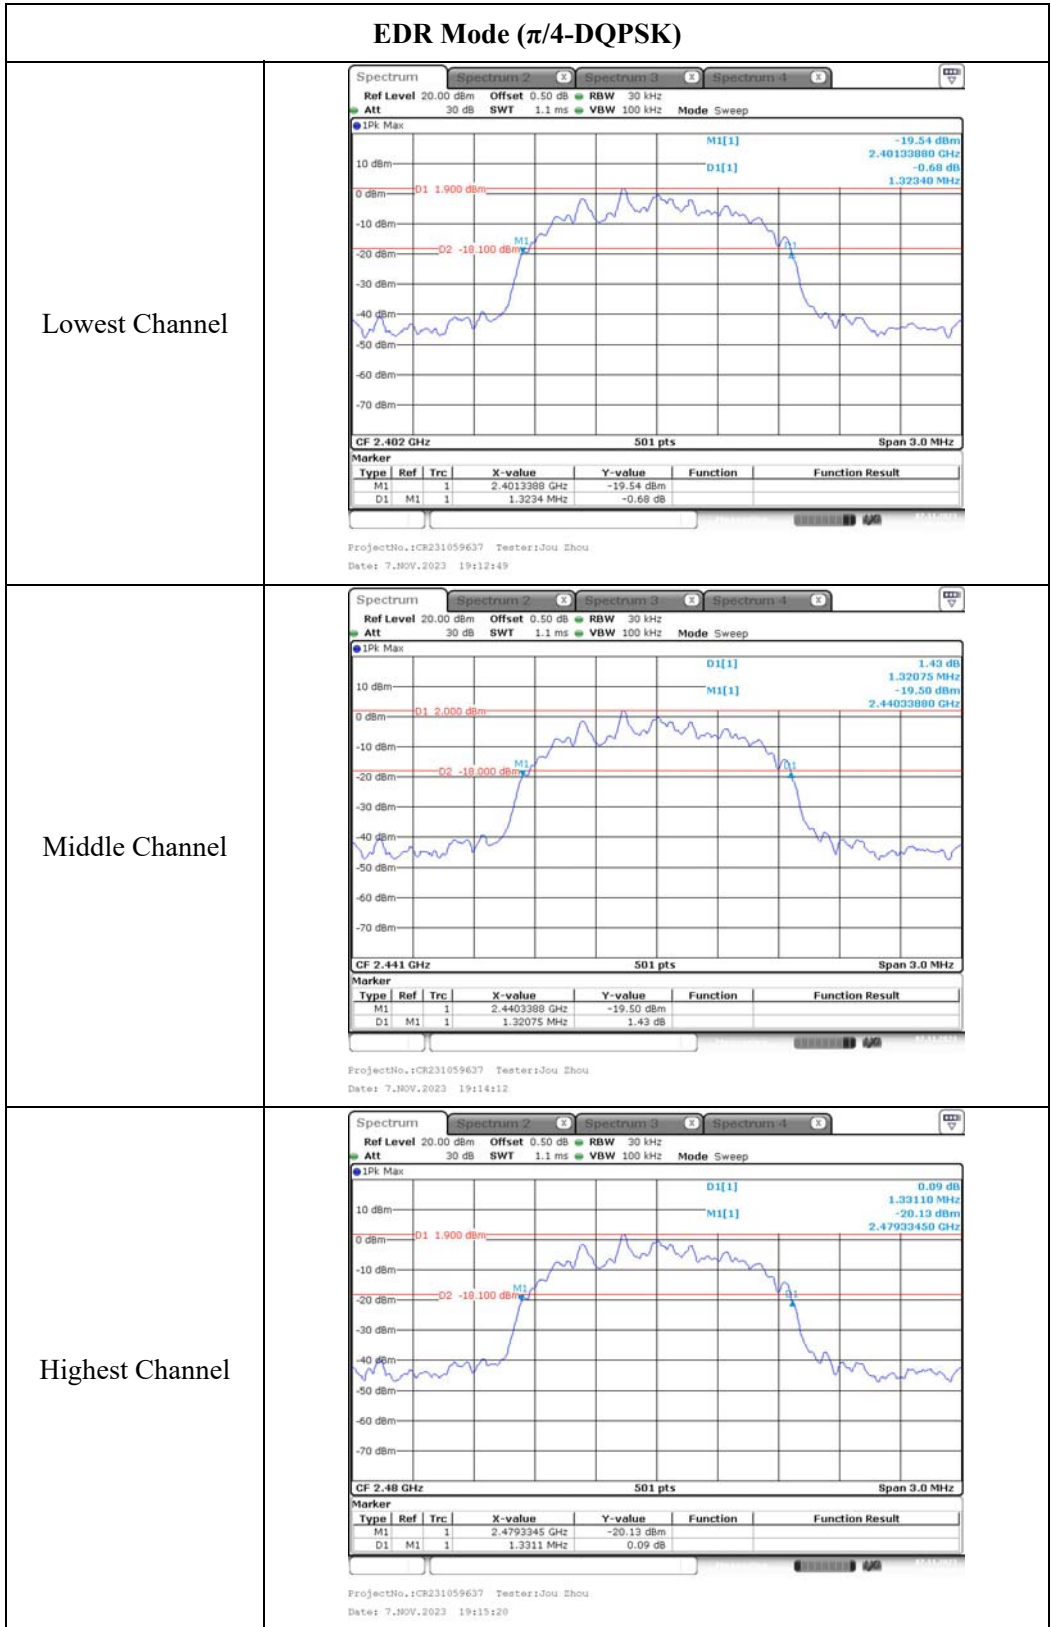 EDR Mode (π/4-DQPSK)
Lowest Channel
Spectrum Spectrum 2 X Spectrum 3 X Spectrum 4 X
Ref Level 20.00 dBm Offset 0.50 dB RBW 30 kHz
Att 30 dB SWT 1.1 ms VBW 100 kHz Mode Sweep
1Pk Max
M1[1] -19.54 dBm
2.40133880 GHz
10 dBm
D1[1] -0.68 dB
1.32340 MHz
D1 1.900 dBm
0 dBm
-10 dBm
M1
D1
D2 -18.100 dBm
-20 dBm
-30 dBm
-40 dBm
-50 dBm
-60 dBm
-70 dBm
CF 2.402 GHz 501 pts Span 3.0 MHz
Marker
Type Ref Trc X-value Y-value Function Function Result
M1 1 2.4013388 GHz -19.54 dBm
D1 M1 1 1.3234 MHz -0.68 dB
ProjectNo.:CR231059637 Tester:Jou Zhou
Date: 7.NOV.2023 19:12:49
Middle Channel
Spectrum Spectrum 2 X Spectrum 3 X Spectrum 4 X
Ref Level 20.00 dBm Offset 0.50 dB RBW 30 kHz
Att 30 dB SWT 1.1 ms VBW 100 kHz Mode Sweep
1Pk Max
D1[1] 1.43 dB
1.32075 MHz
10 dBm
M1[1] -19.50 dBm
2.44033880 GHz
D1 2.000 dBm
0 dBm
-10 dBm
M1
D1
D2 -18.000 dBm
-20 dBm
-30 dBm
-40 dBm
-50 dBm
-60 dBm
-70 dBm
CF 2.441 GHz 501 pts Span 3.0 MHz
Marker
Type Ref Trc X-value Y-value Function Function Result
M1 1 2.4403388 GHz -19.50 dBm
D1 M1 1 1.32075 MHz 1.43 dB
ProjectNo.:CR231059637 Tester:Jou Zhou
Date: 7.NOV.2023 19:14:12
Highest Channel
Spectrum Spectrum 2 X Spectrum 3 X Spectrum 4 X
Ref Level 20.00 dBm Offset 0.50 dB RBW 30 kHz
Att 30 dB SWT 1.1 ms VBW 100 kHz Mode Sweep
1Pk Max
D1[1] 0.09 dB
1.33110 MHz
10 dBm
M1[1] -20.13 dBm
2.47933450 GHz
D1 1.900 dBm
0 dBm
-10 dBm
M1
D1
D2 -18.100 dBm
-20 dBm
-30 dBm
-40 dBm
-50 dBm
-60 dBm
-70 dBm
CF 2.48 GHz 501 pts Span 3.0 MHz
Marker
Type Ref Trc X-value Y-value Function Function Result
M1 1 2.4793345 GHz -20.13 dBm
D1 M1 1 1.3311 MHz 0.09 dB
ProjectNo.:CR231059637 Tester:Jou Zhou
Date: 7.NOV.2023 19:15:20